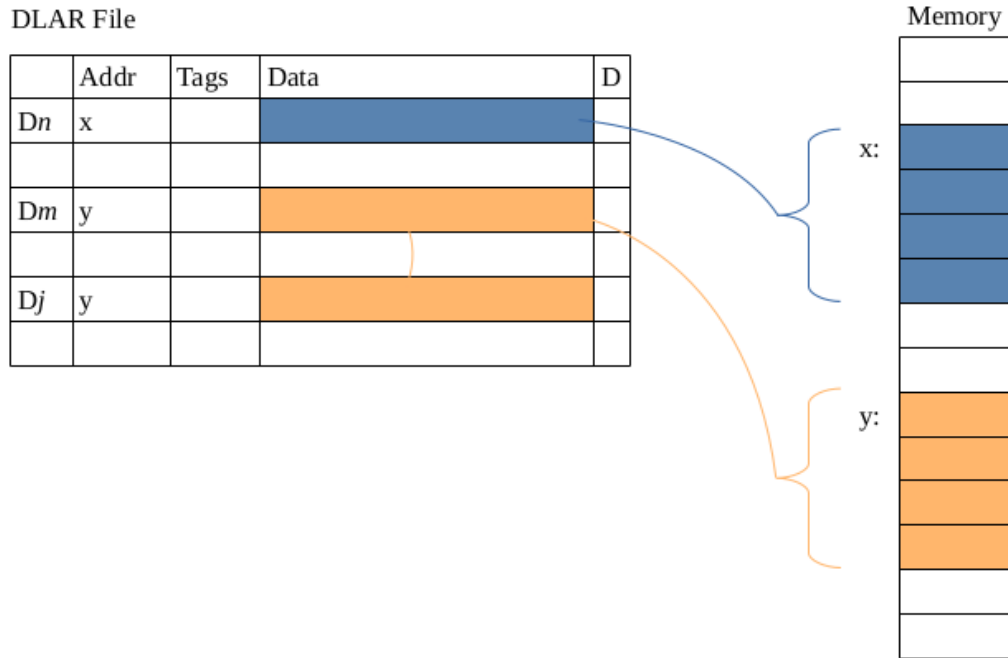 DLAR File
Memory
Addr Tags Data D
Dn x
x:
Dm y
Dj y
y: